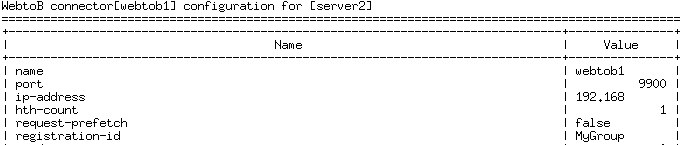 WebtoB connector[webtob1] configuration for [server2]
================================================================================
+----------------------------------------------------------------+-------------+
| Name | Value |
+----------------------------------------------------------------+-------------+
| name | webtob1 |
| port | 9900 |
| ip-address | 192.168 |
| hth-count | 1 |
| request-prefetch | false |
| registration-id | MyGroup |